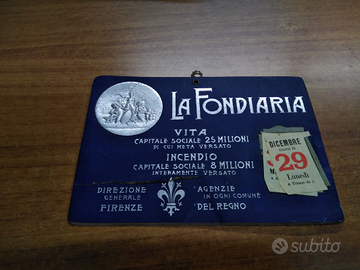 LA FONDIARIA
VITA
CAPITALE SOCIALE 25 MILIONI
DI CUI METÀ VERSATO
INCENDIO
CAPITALE SOCIALE 8 MILIONI
INTERAMENTE VERSATO
DIREZIONE
GENERALE
FIRENZE
AGENZIE
IN OGNI COMUNE
DEL REGNO
DICEMBRE
29
Lunedì
subito